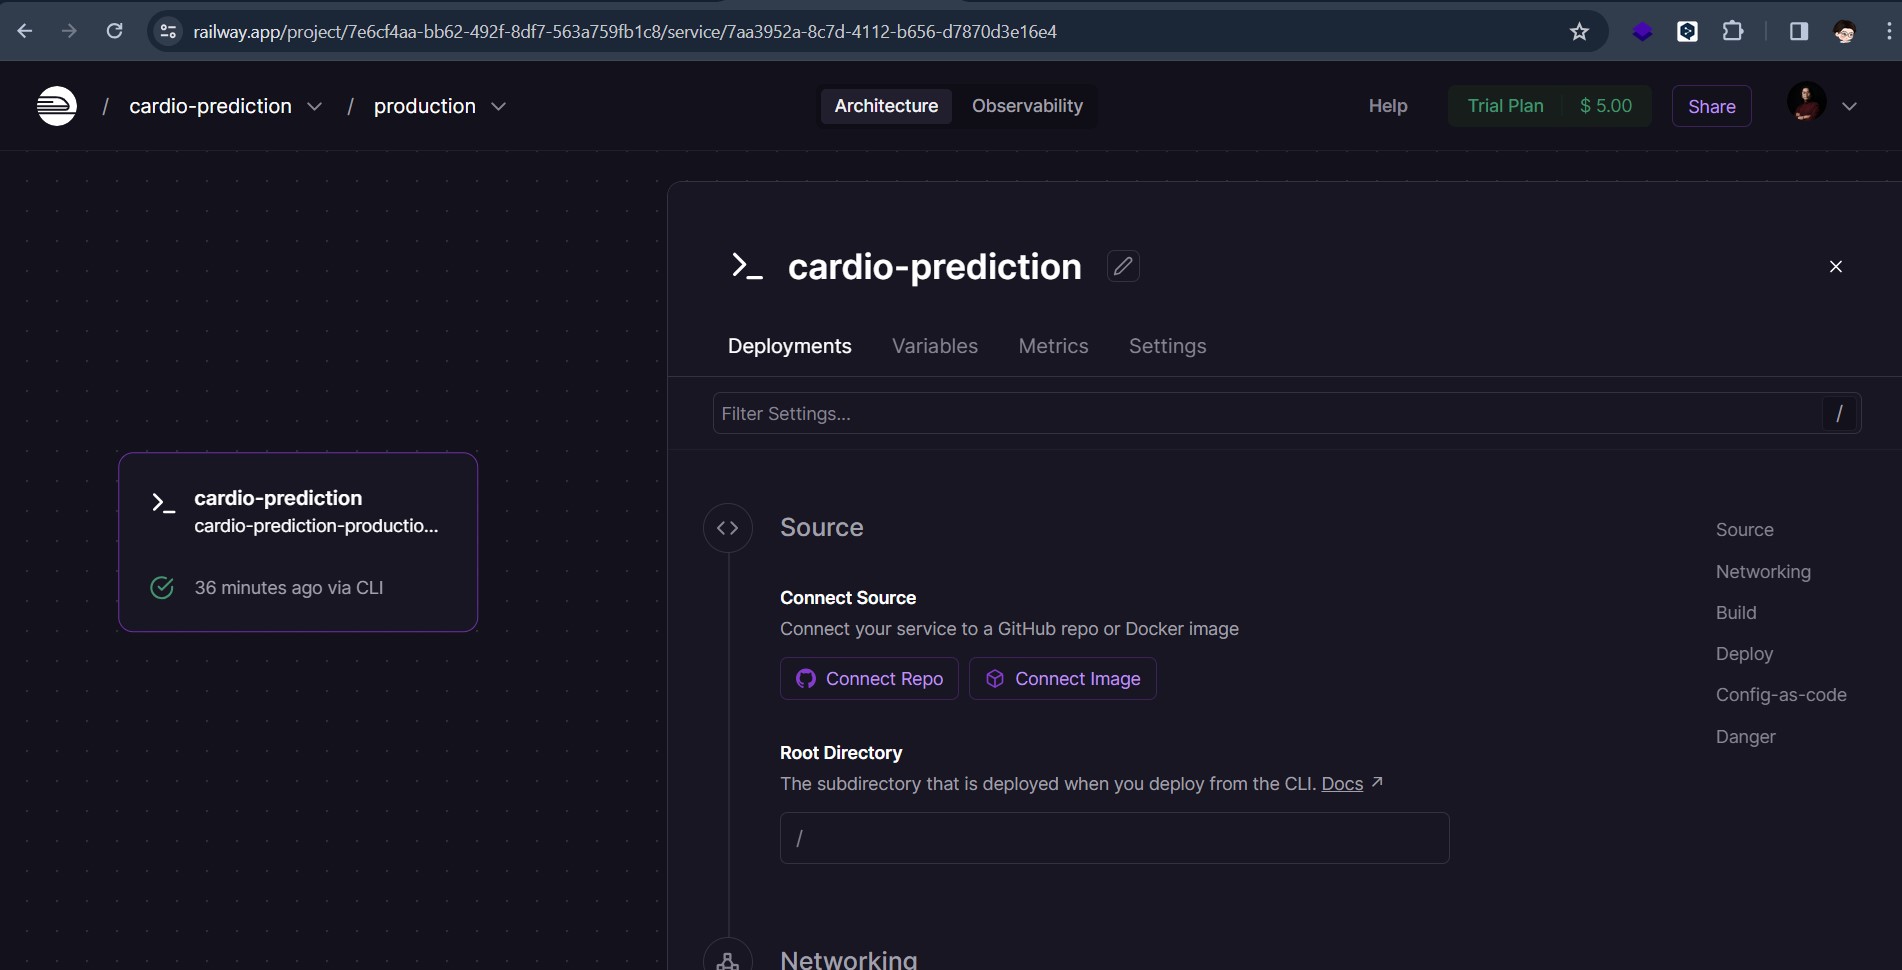 railway.app/project/7e6cf4aa-bb62-492f-8df7-563a759fb1c8/service/7aa3952a-8c7d-4112-b656-d7870d3e16e4
/ cardio-prediction / production
Architecture Observability
Help Trial Plan $ 5.00 Share
cardio-prediction
Deployments Variables Metrics Settings
Filter Settings... /
cardio-prediction
cardio-prediction-productio...
36 minutes ago via CLI
Source
Connect Source
Connect your service to a GitHub repo or Docker image
Connect Repo Connect Image
Root Directory
The subdirectory that is deployed when you deploy from the CLI. Docs ↗
/
Networking
Source
Networking
Build
Deploy
Config-as-code
Danger